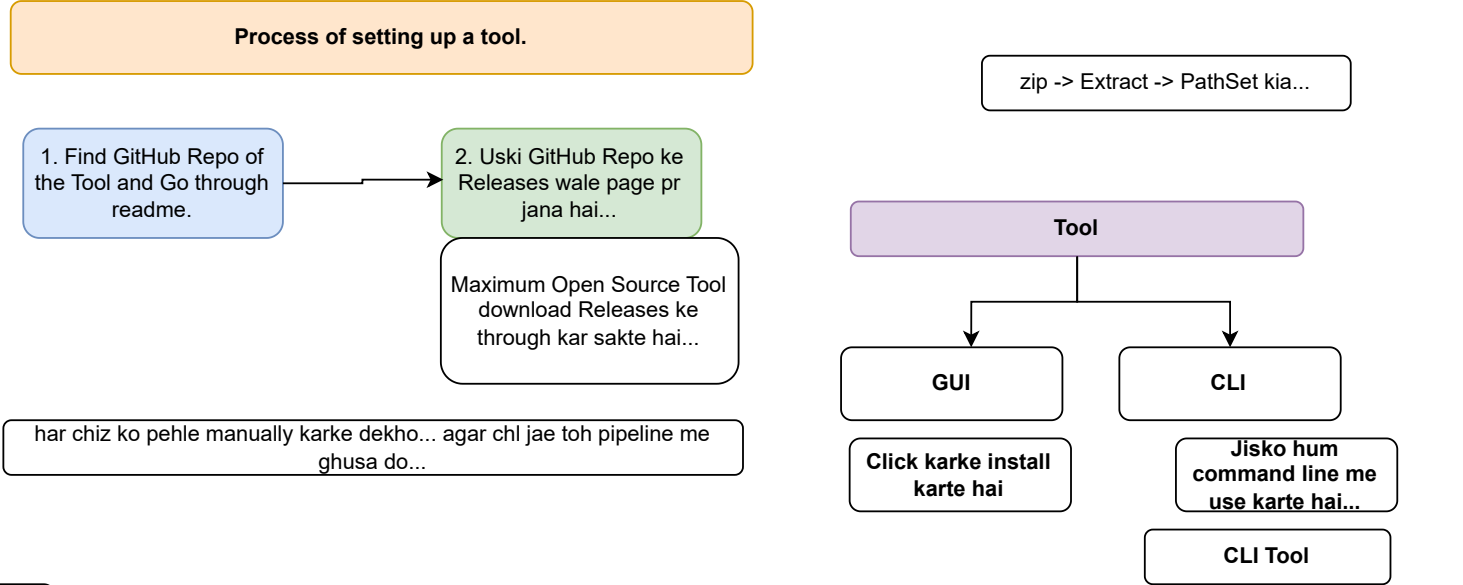 Process of setting up a tool.
zip -> Extract -> PathSet kia...
1. Find GitHub Repo of
the Tool and Go through
readme.
2. Uski GitHub Repo ke
Releases wale page pr
jana hai...
Maximum Open Source Tool
download Releases ke
through kar sakte hai...
har chiz ko pehle manually karke dekho... agar chl jae toh pipeline me
ghusa do...
Tool
GUI
CLI
Click karke install
karte hai
Jisko hum
command line me
use karte hai...
CLI Tool